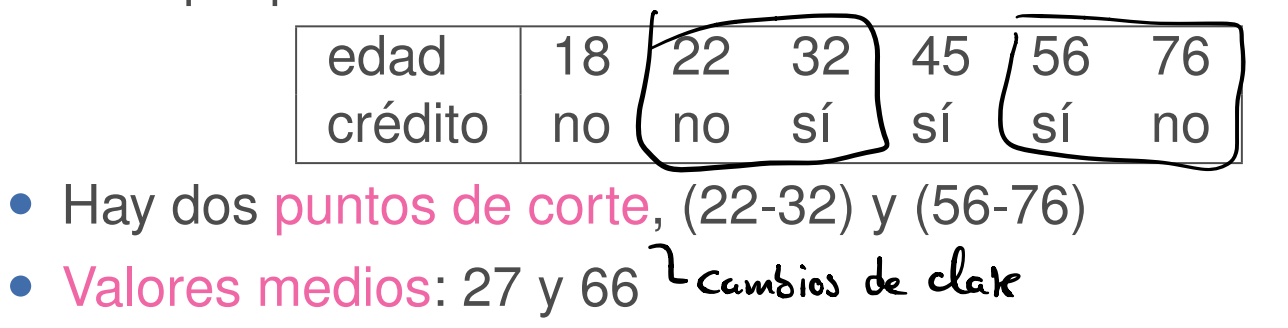 edad 18 22 32 45 56 76
crédito no no sí sí sí no
• Hay dos puntos de corte, (22-32) y (56-76)
• Valores medios: 27 y 66 Cambios de clase